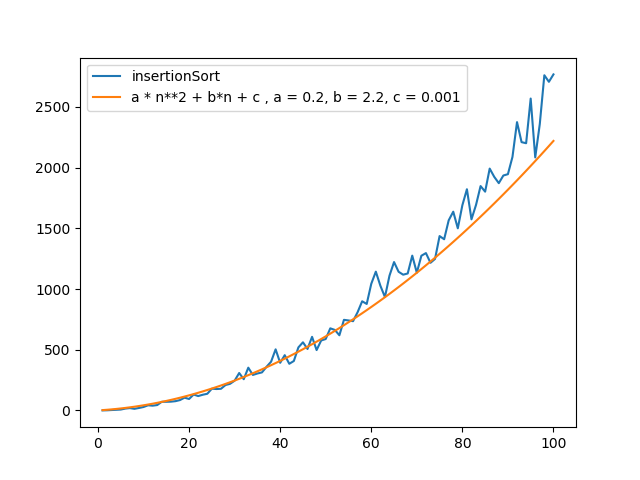 insertionSort
a * n**2 + b*n + c , a = 0.2, b = 2.2, c = 0.001
2500
2000
1500
1000
500
0
0 20 40 60 80 100